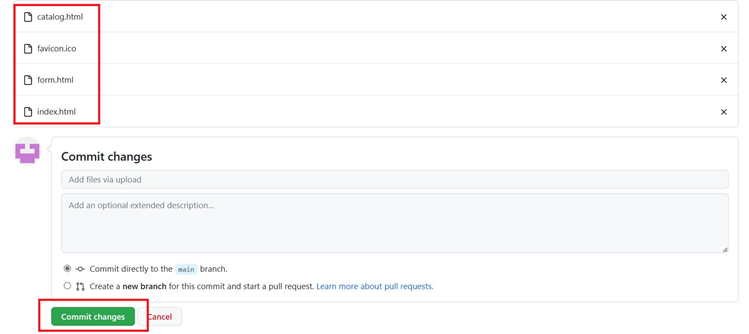 catalog.html
favicon.ico
form.html
index.html
Commit changes
Add files via upload
Add an optional extended description...
Commit directly to the main branch.
Create a new branch for this commit and start a pull request. Learn more about pull requests.
Commit changes Cancel